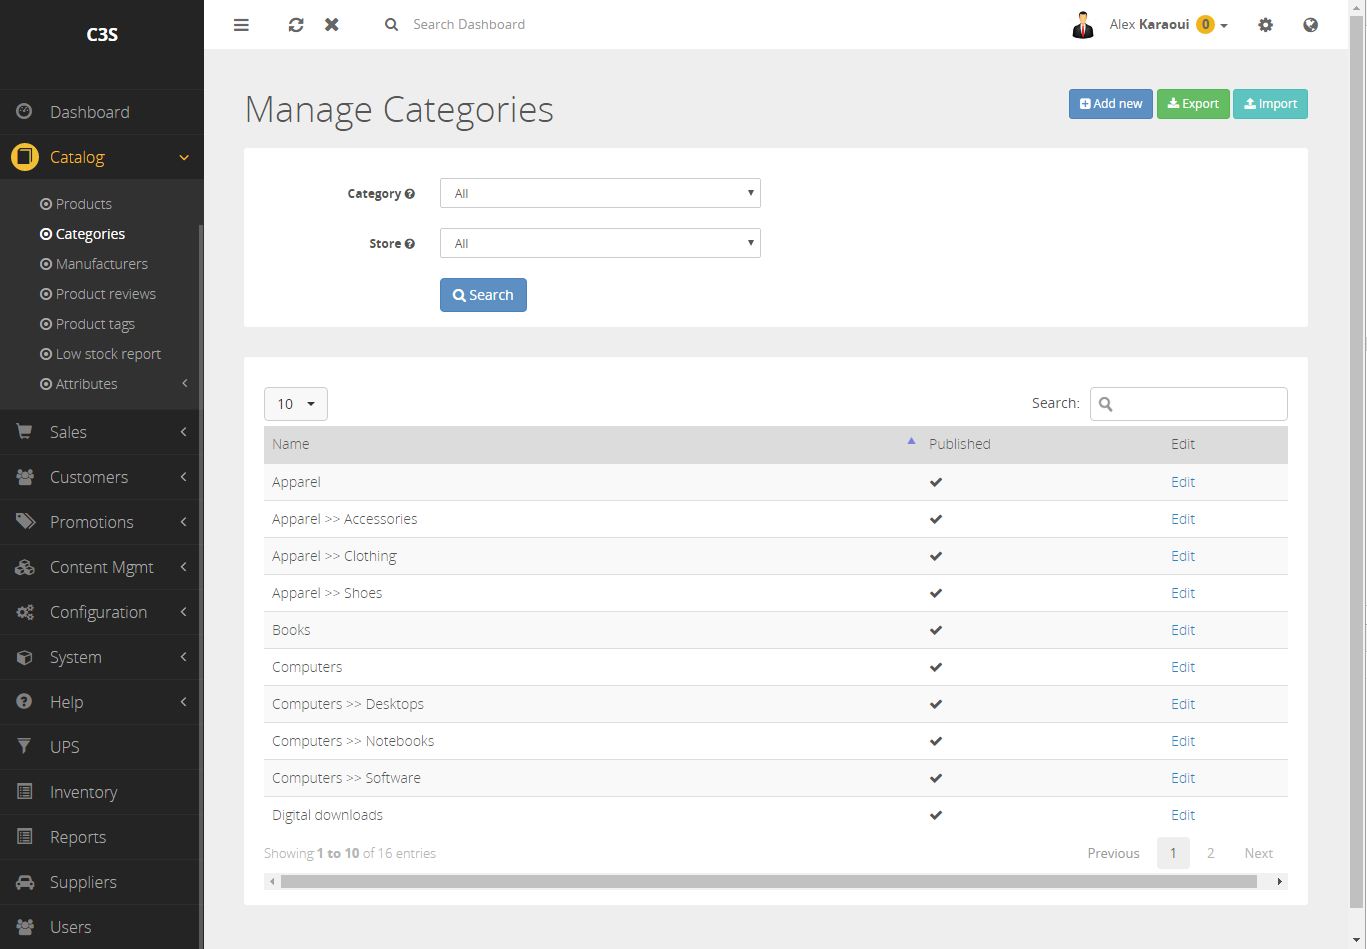 C3S
Search Dashboard
Alex Karaoui 0
Dashboard
Catalog
Products
Categories
Manufacturers
Product reviews
Product tags
Low stock report
Attributes
Sales
Customers
Promotions
Content Mgmt
Configuration
System
Help
UPS
Inventory
Reports
Suppliers
Users
Manage Categories
Add new Export Import
Category All
Store All
Search
10 Search:
Name Published Edit
Apparel Edit
Apparel >> Accessories Edit
Apparel >> Clothing Edit
Apparel >> Shoes Edit
Books Edit
Computers Edit
Computers >> Desktops Edit
Computers >> Notebooks Edit
Computers >> Software Edit
Digital downloads Edit
Showing 1 to 10 of 16 entries Previous 1 2 Next